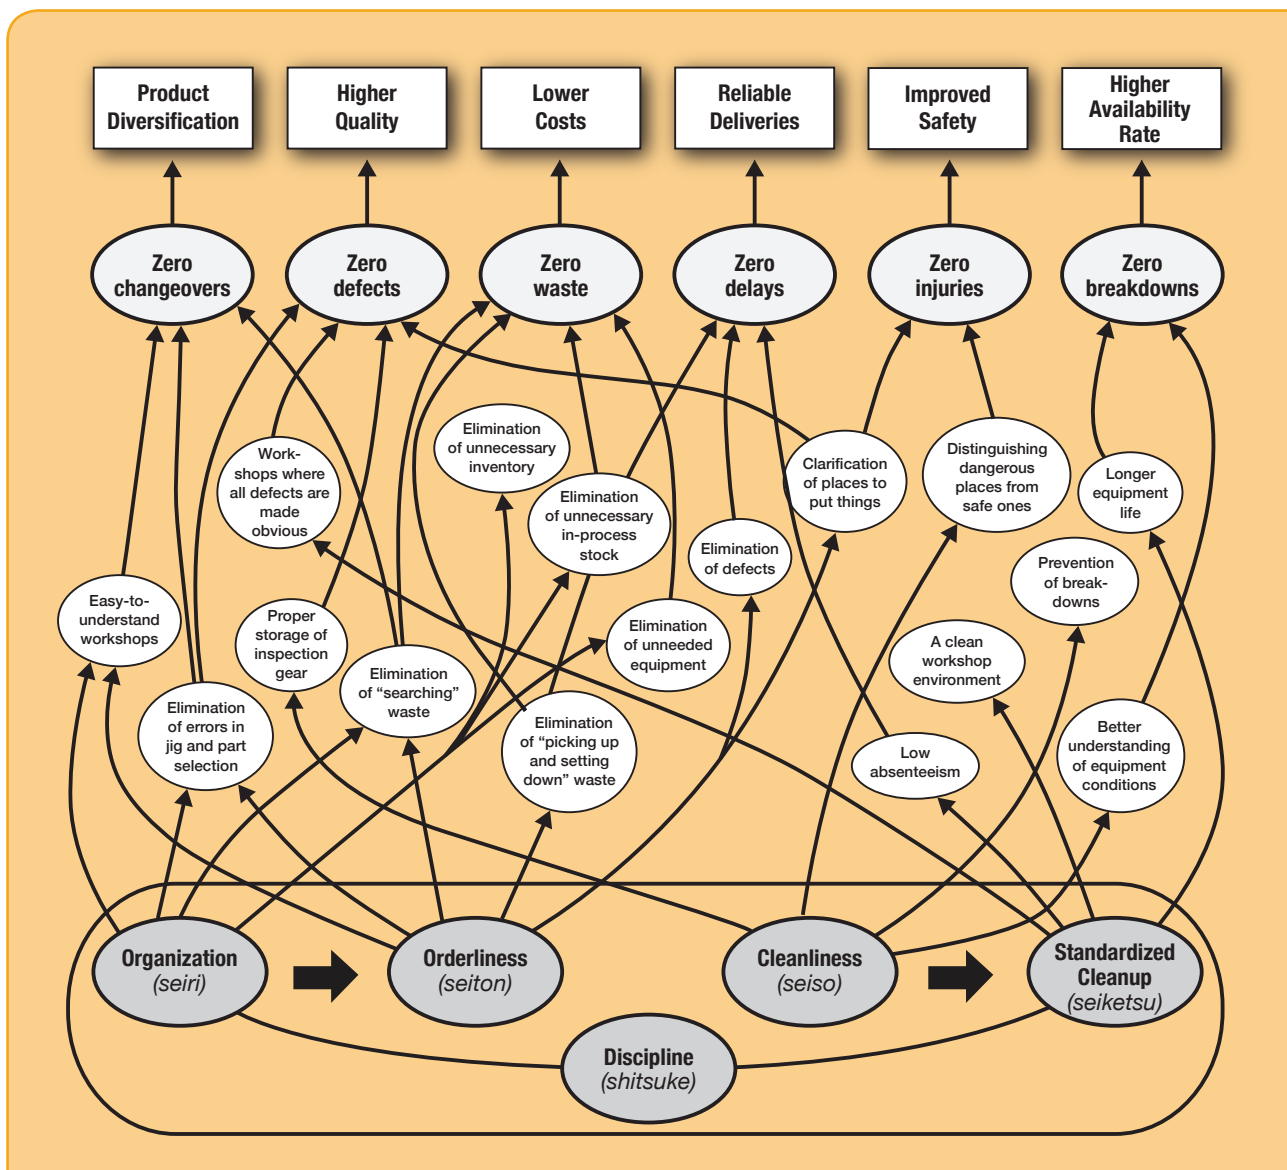 Product
Diversification
Higher
Quality
Lower
Costs
Reliable
Deliveries
Improved
Safety
Higher
Availability
Rate
Zero
changeovers
Zero
defects
Zero
waste
Zero
delays
Zero
injuries
Zero
breakdowns
Work-
shops where
all defects are
made
obvious
Elimination
of unnecessary
inventory
Elimination
of unnecessary
in-process
stock
Elimination
of defects
Clarification
of places to
put things
Distinguishing
dangerous
places from
safe ones
Longer
equipment
life
Prevention
of break-
downs
Easy-to-
understand
workshops
Proper
storage of
inspection
gear
Elimination
of “searching”
waste
Elimination
of unneeded
equipment
A clean
workshop
environment
Elimination
of errors in
jig and part
selection
Elimination
of “picking up
and setting
down” waste
Low
absenteeism
Better
understanding
of equipment
conditions
Organization
(seiri)
Orderliness
(seiton)
Cleanliness
(seiso)
Standardized
Cleanup
(seiketsu)
Discipline
(shitsuke)